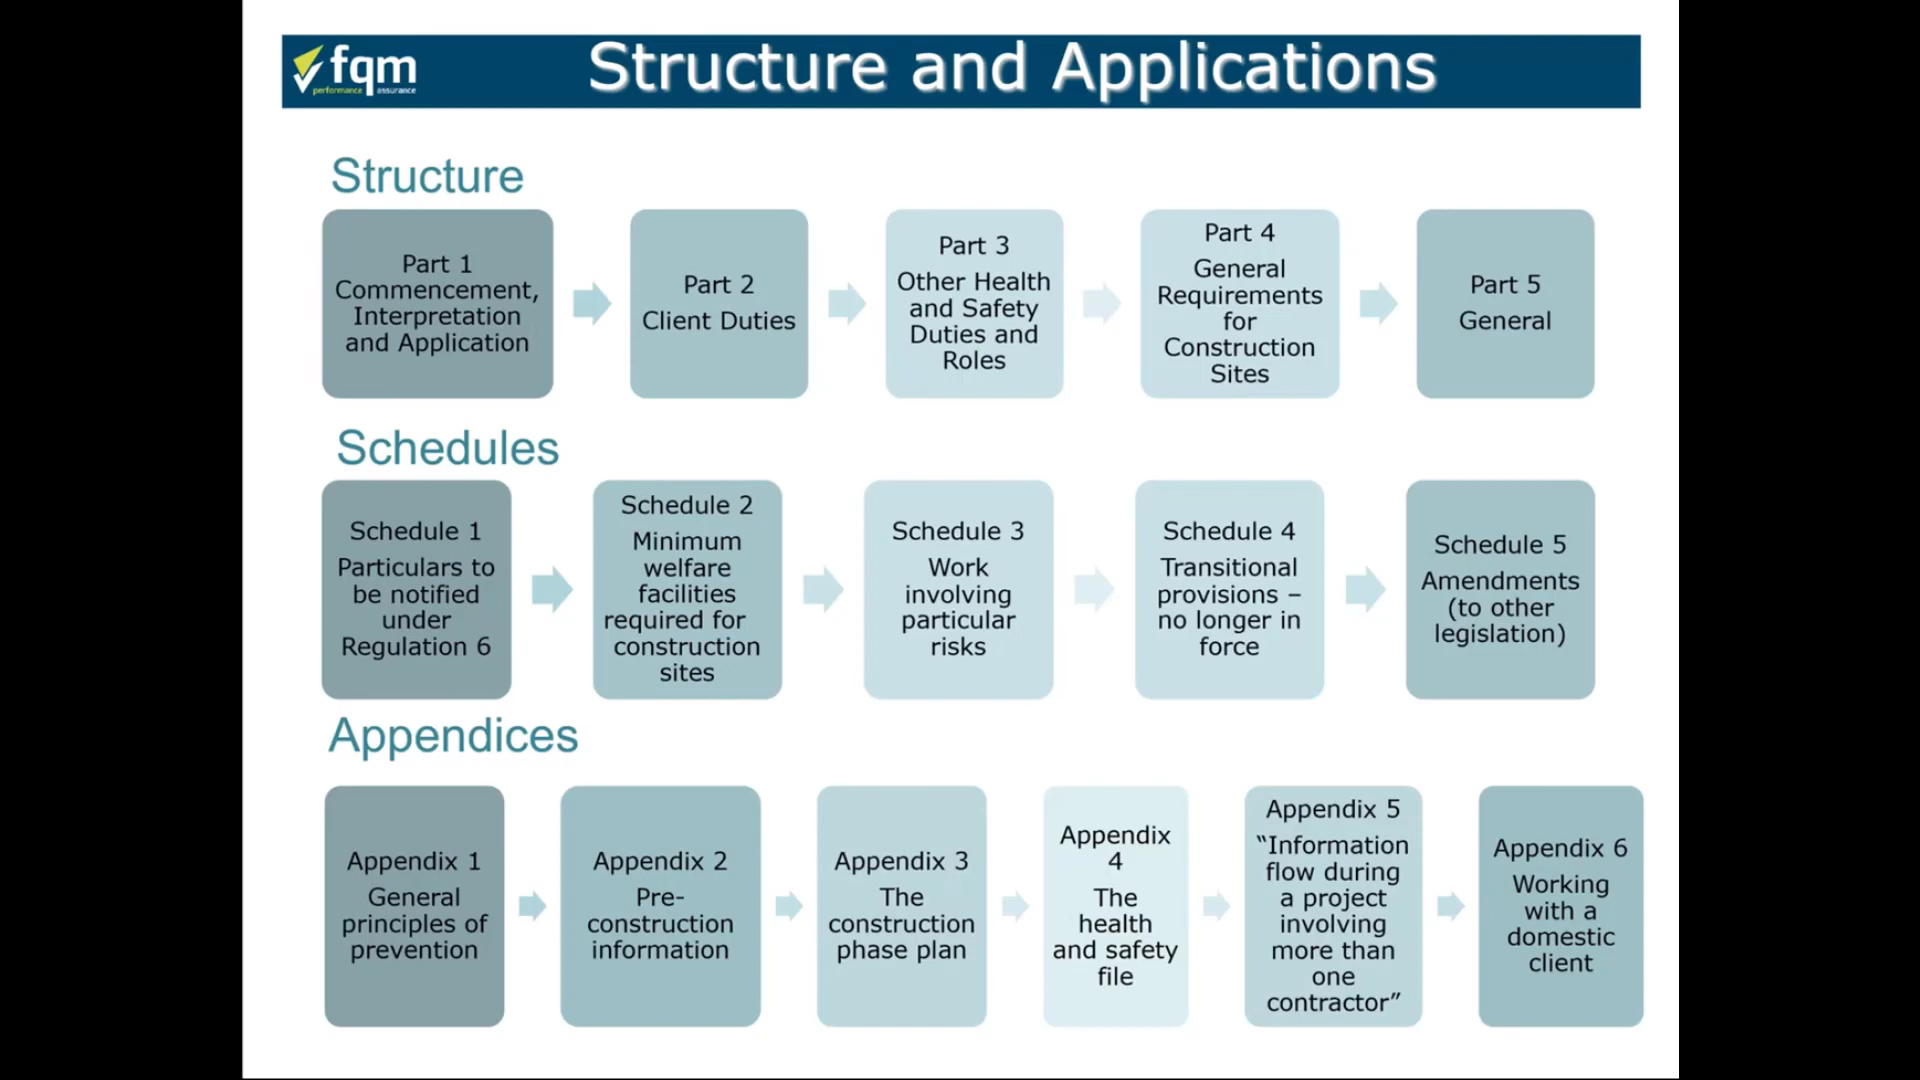 fqm
performance assurance
Structure and Applications
Structure
Part 1
Commencement,
Interpretation
and Application
Part 2
Client Duties
Part 3
Other Health
and Safety
Duties and
Roles
Part 4
General
Requirements
for
Construction
Sites
Part 5
General
Schedules
Schedule 1
Particulars to
be notified
under
Regulation 6
Schedule 2
Minimum
welfare
facilities
required for
construction
sites
Schedule 3
Work
involving
particular
risks
Schedule 4
Transitional
provisions –
no longer in
force
Schedule 5
Amendments
(to other
legislation)
Appendices
Appendix 1
General
principles of
prevention
Appendix 2
Pre-
construction
information
Appendix 3
The
construction
phase plan
Appendix
4
The
health
and safety
file
Appendix 5
“Information
flow during
a project
involving
more than
one
contractor”
Appendix 6
Working
with a
domestic
client